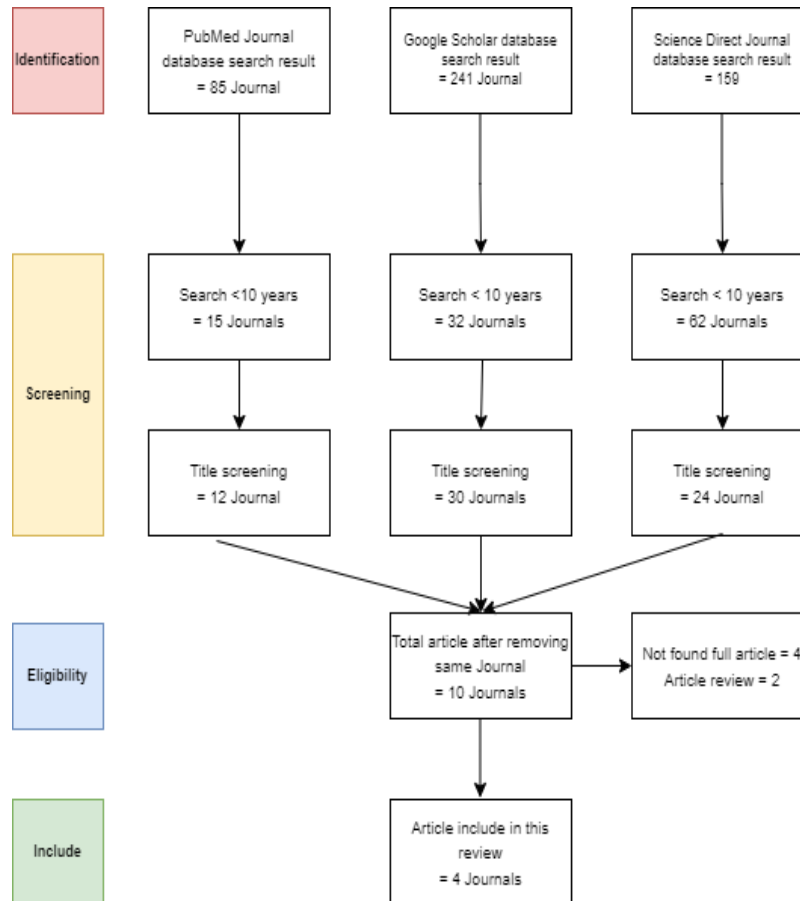 Identification
PubMed Journal
database search result
= 85 Journal
Google Scholar database
search result
= 241 Journal
Science Direct Journal
database search result
= 159
Screening
Search <10 years
= 15 Journals
Search < 10 years
= 32 Journals
Search < 10 years
= 62 Journals
Title screening
= 12 Journal
Title screening
= 30 Journals
Title screening
= 24 Journal
Eligibility
Total article after removing
same Journal
= 10 Journals
Not found full article = 4
Article review = 2
Include
Article include in this
review
= 4 Journals